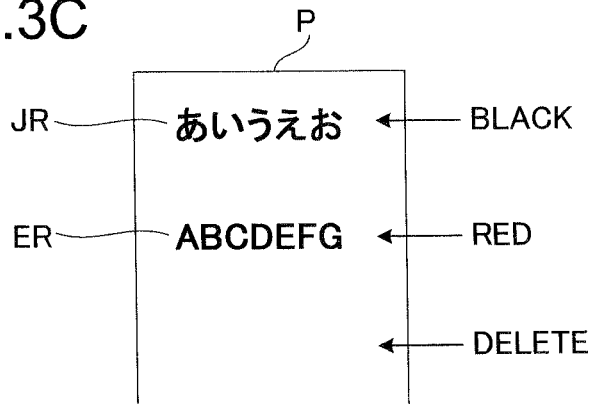 .3C
P
JR あいうえお BLACK
ER ABCDEFG RED
DELETE